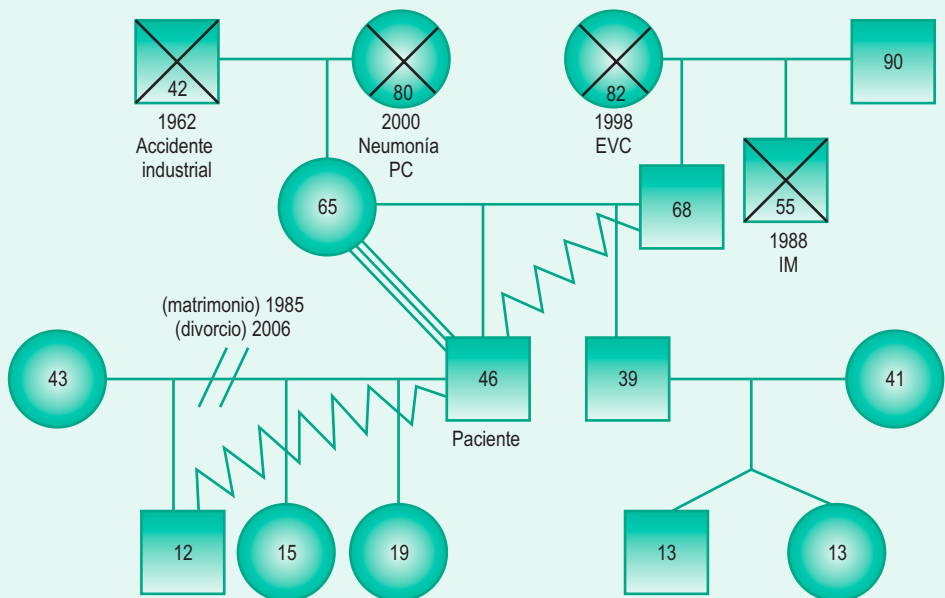 42
1962
Accidente
industrial
80
2000
Neumonía
PC
82
1998
EVC
90
65
68
55
1988
IM
(matrimonio) 1985
(divorcio) 2006
43
46
Paciente
39
41
12
15
19
13
13